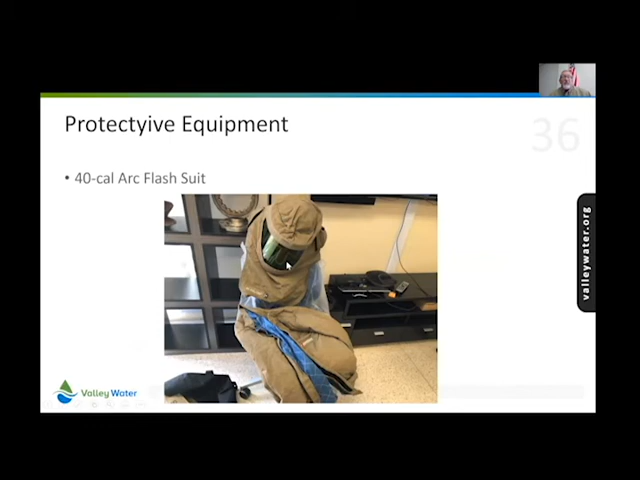 Protectyive Equipment
36
• 40-cal Arc Flash Suit
valleywater.org
Valley Water